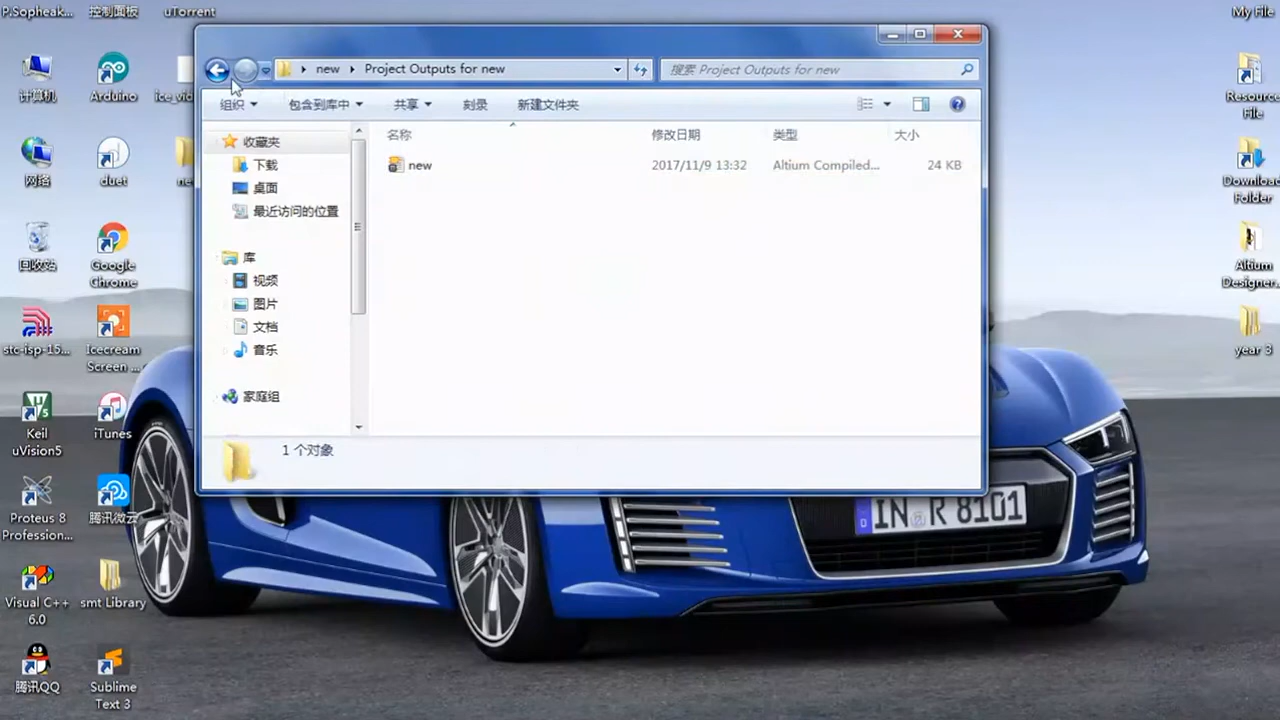 P.Sopheak...
控制面板
uTorrent
My File
new
Project Outputs for new
搜索 Project Outputs for new
组织
包含到库中
共享
刻录
新建文件夹
收藏夹
下载
桌面
最近访问的位置
库
视频
图片
文档
音乐
家庭组
名称
修改日期
类型
大小
new
2017/11/9 13:32
Altium Compiled...
24 KB
1 个对象
计算机
Arduino
网络
duet
回收站
Google
Chrome
stc-isp-15...
Icecream
Screen ...
Keil
uVision5
iTunes
Proteus 8
Profession...
腾讯微云
Visual C++
6.0
smt Library
腾讯QQ
Sublime
Text 3
Resource
File
Download
Folder
Altium
Designer...
year 3
IN R 8101